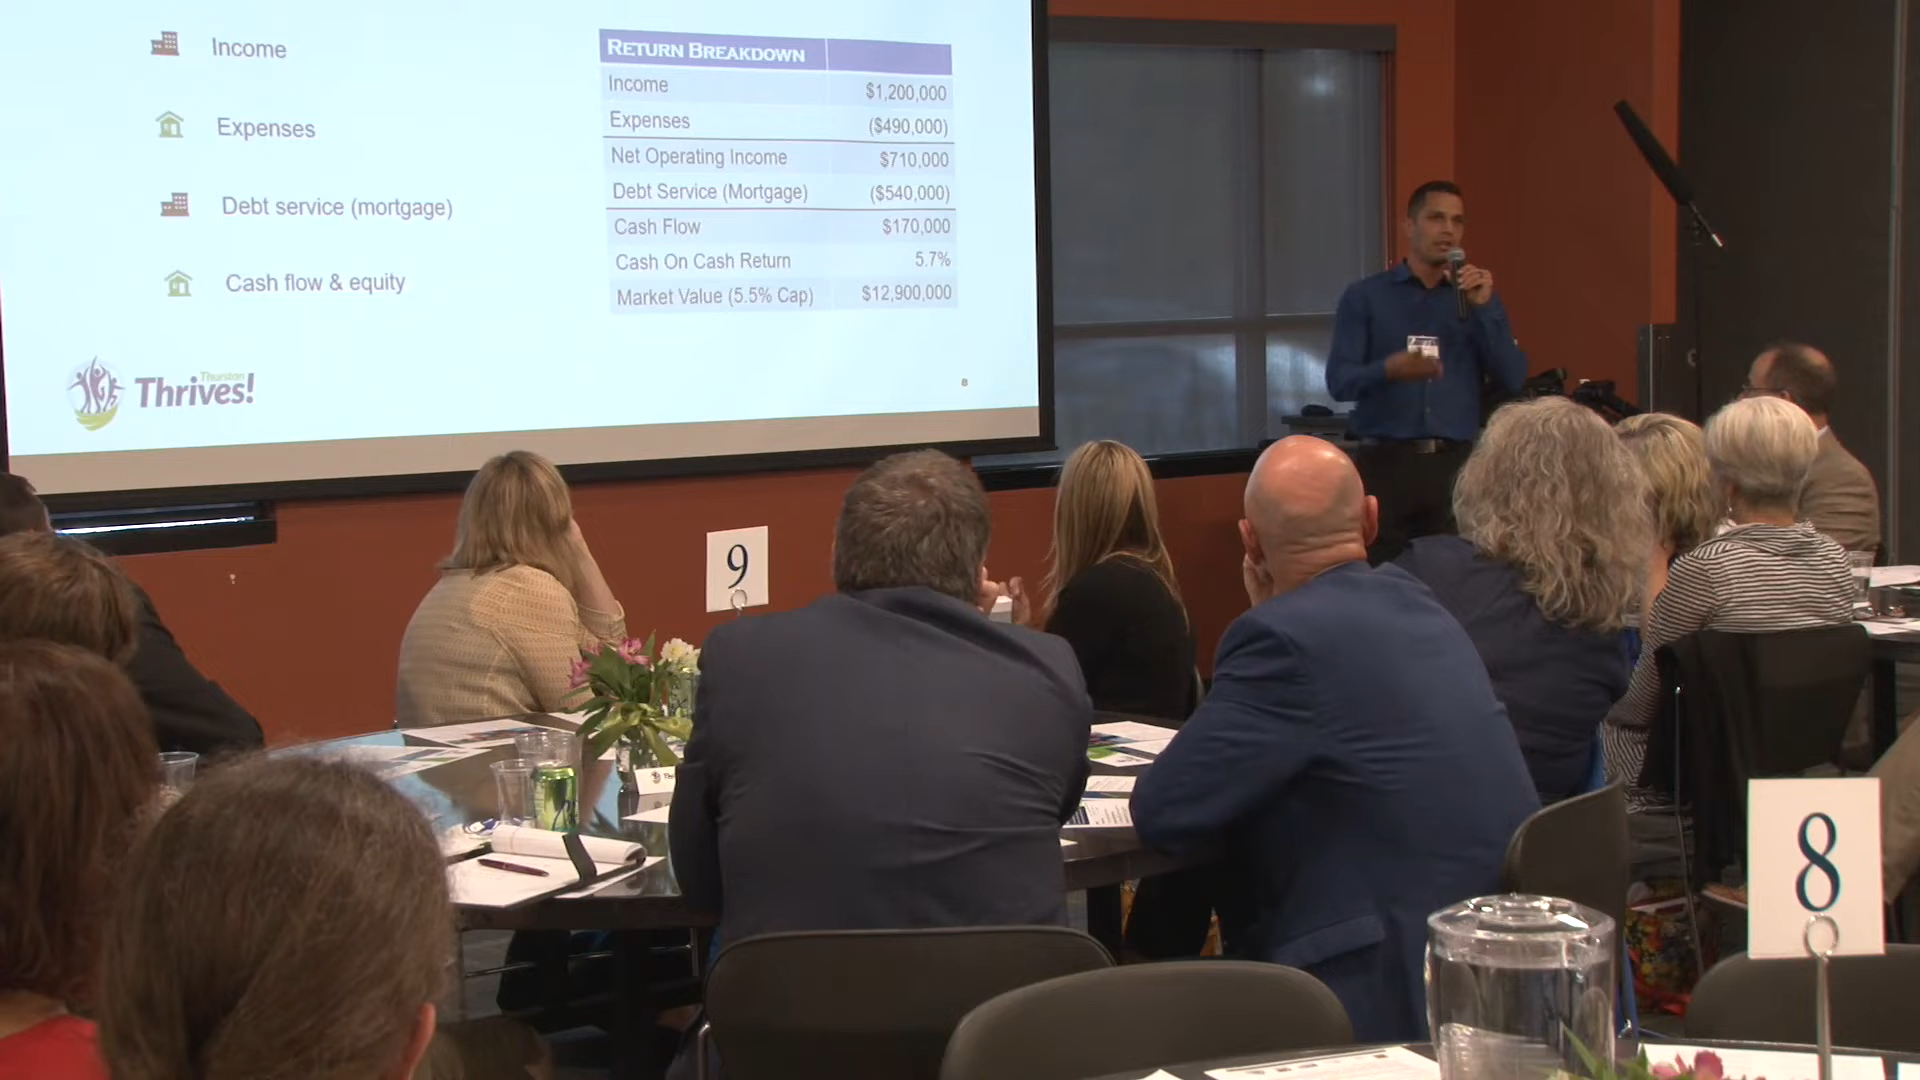 Income
Expenses
Debt service (mortgage)
Cash flow & equity
RETURN BREAKDOWN
Income $1,200,000
Expenses ($490,000)
Net Operating Income $710,000
Debt Service (Mortgage) ($540,000)
Cash Flow $170,000
Cash On Cash Return 5.7%
Market Value (5.5% Cap) $12,900,000
Thurston
Thrives!
8
9
8